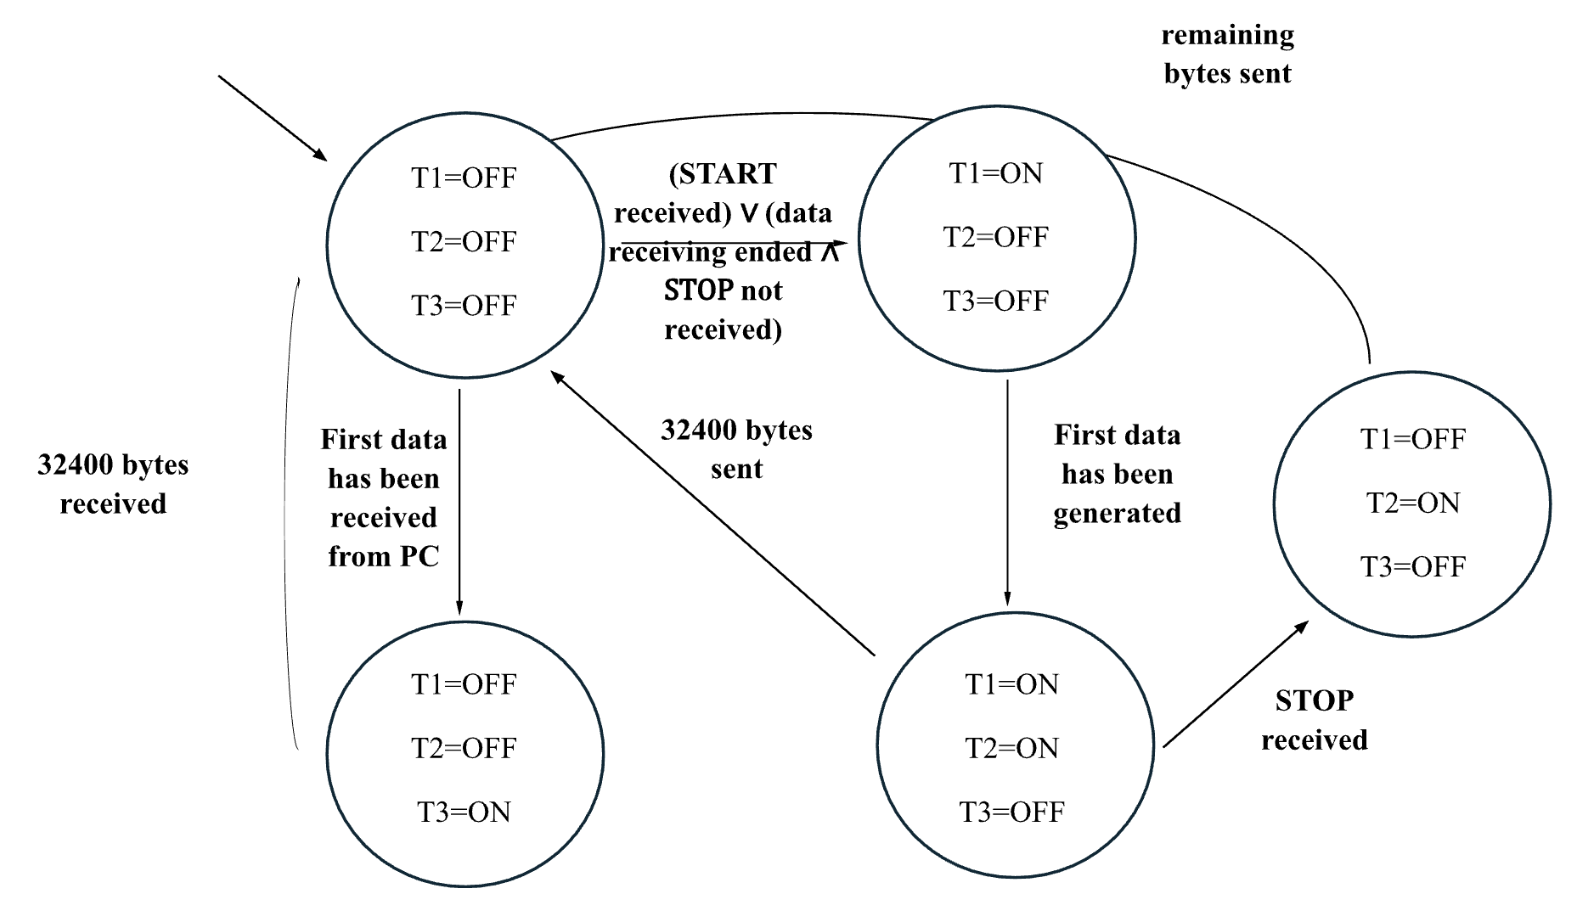 remaining
bytes sent
T1=OFF
T2=OFF
T3=OFF
(START
received) ∨ (data
receiving ended ∧
STOP not
received)
T1=ON
T2=OFF
T3=OFF
32400 bytes
received
First data
has been
received
from PC
32400 bytes
sent
First data
has been
generated
T1=OFF
T2=ON
T3=OFF
T1=OFF
T2=OFF
T3=ON
T1=ON
T2=ON
T3=OFF
STOP
received